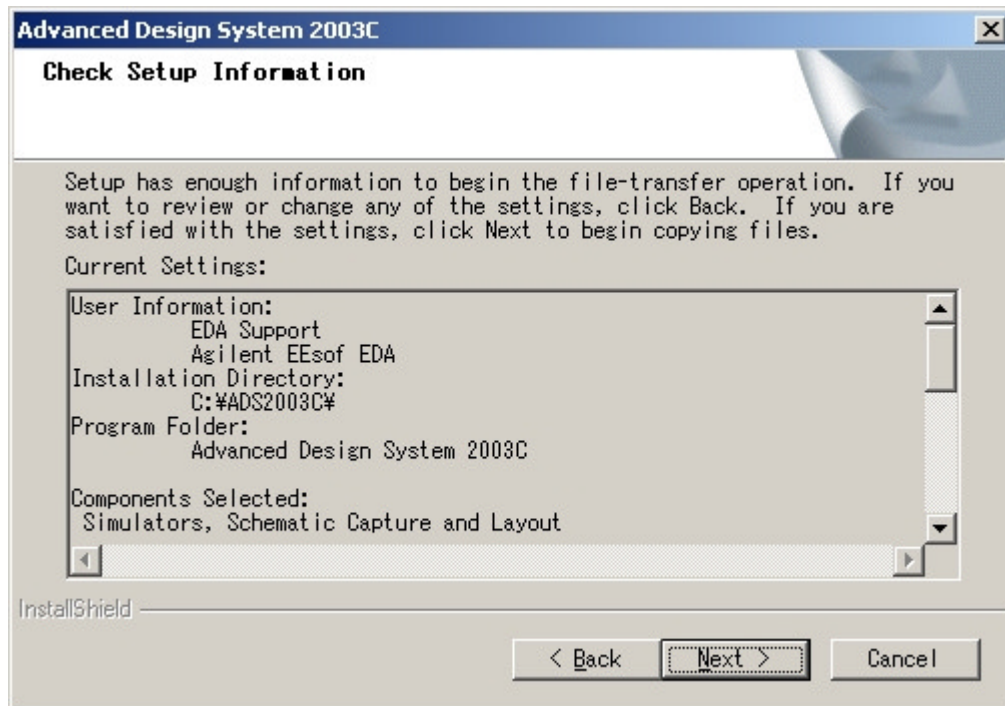 Advanced Design System 2003C
Check Setup Information
Setup has enough information to begin the file-transfer operation.  If you
want to review or change any of the settings, click Back.  If you are
satisfied with the settings, click Next to begin copying files.
Current Settings:
User Information:
EDA Support
Agilent EEsof EDA
Installation Directory:
C:¥ADS2003C¥
Program Folder:
Advanced Design System 2003C
Components Selected:
Simulators, Schematic Capture and Layout
InstallShield
< Back
Next >
Cancel